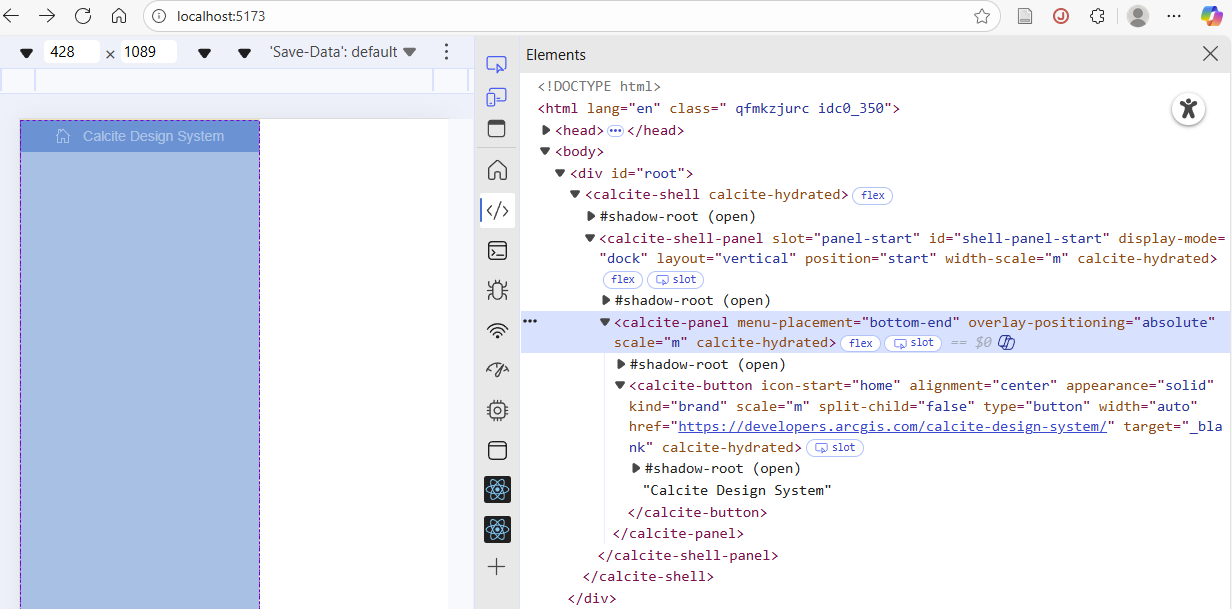 localhost:5173
428 × 1089 'Save-Data': default
Elements
Calcite Design System
<!DOCTYPE html>
<html lang="en" class=" qfmkzjurc idc0_350">
<head> ••• </head>
<body>
<div id="root">
<calcite-shell calcite-hydrated> flex
#shadow-root (open)
<calcite-shell-panel slot="panel-start" id="shell-panel-start" display-mode=
"dock" layout="vertical" position="start" width-scale="m" calcite-hydrated>
flex slot
#shadow-root (open)
<calcite-panel menu-placement="bottom-end" overlay-positioning="absolute"
scale="m" calcite-hydrated> flex slot == $0
#shadow-root (open)
<calcite-button icon-start="home" alignment="center" appearance="solid"
kind="brand" scale="m" split-child="false" type="button" width="auto"
href="https://developers.arcgis.com/calcite-design-system/" target="_bla
nk" calcite-hydrated> slot
#shadow-root (open)
"Calcite Design System"
</calcite-button>
</calcite-panel>
</calcite-shell-panel>
</calcite-shell>
</div>